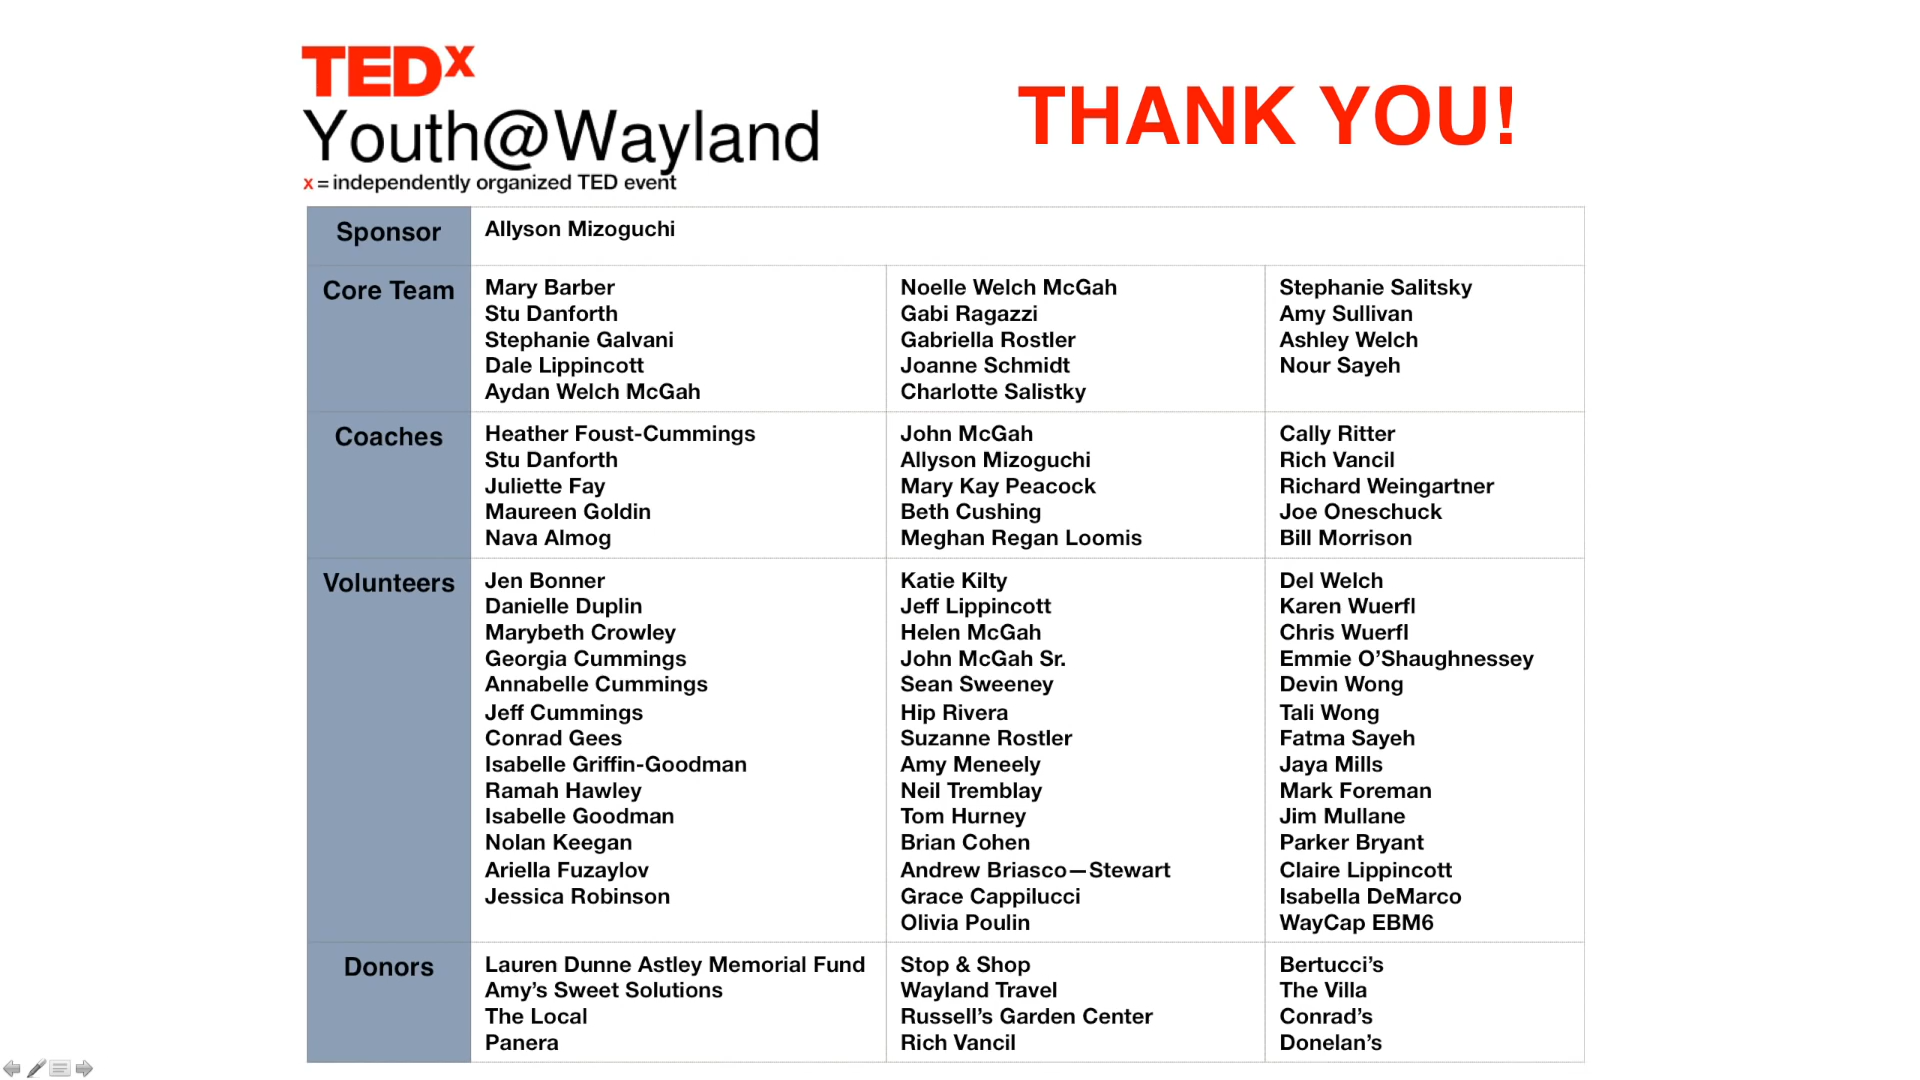 TEDx
Youth@Wayland
x = independently organized TED event
THANK YOU!
Sponsor
Allyson Mizoguchi
Core Team
Mary Barber
Stu Danforth
Stephanie Galvani
Dale Lippincott
Aydan Welch McGah
Noelle Welch McGah
Gabi Ragazzi
Gabriella Rostler
Joanne Schmidt
Charlotte Salistky
Stephanie Salitsky
Amy Sullivan
Ashley Welch
Nour Sayeh
Coaches
Heather Foust-Cummings
Stu Danforth
Juliette Fay
Maureen Goldin
Nava Almog
John McGah
Allyson Mizoguchi
Mary Kay Peacock
Beth Cushing
Meghan Regan Loomis
Cally Ritter
Rich Vancil
Richard Weingartner
Joe Oneschuck
Bill Morrison
Volunteers
Jen Bonner
Danielle Duplin
Marybeth Crowley
Georgia Cummings
Annabelle Cummings
Jeff Cummings
Conrad Gees
Isabelle Griffin-Goodman
Ramah Hawley
Isabelle Goodman
Nolan Keegan
Ariella Fuzaylov
Jessica Robinson
Katie Kilty
Jeff Lippincott
Helen McGah
John McGah Sr.
Sean Sweeney
Hip Rivera
Suzanne Rostler
Amy Meneely
Neil Tremblay
Tom Hurney
Brian Cohen
Andrew Briasco—Stewart
Grace Cappilucci
Olivia Poulin
Del Welch
Karen Wuerfl
Chris Wuerfl
Emmie O’Shaughnessey
Devin Wong
Tali Wong
Fatma Sayeh
Jaya Mills
Mark Foreman
Jim Mullane
Parker Bryant
Claire Lippincott
Isabella DeMarco
WayCap EBM6
Donors
Lauren Dunne Astley Memorial Fund
Amy’s Sweet Solutions
The Local
Panera
Stop & Shop
Wayland Travel
Russell’s Garden Center
Rich Vancil
Bertucci’s
The Villa
Conrad’s
Donelan’s